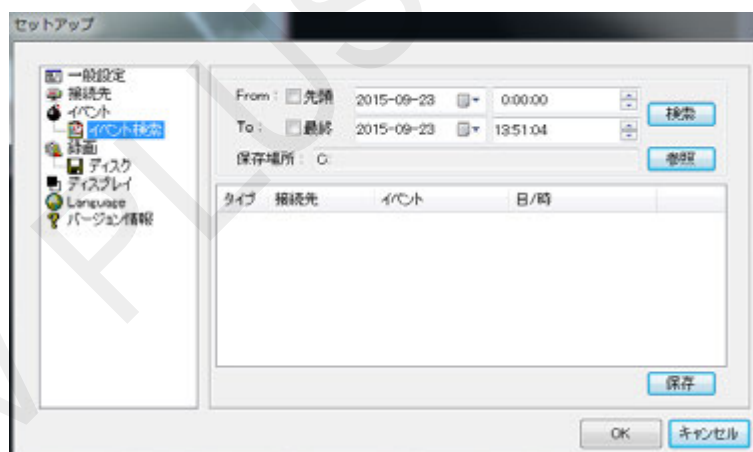 セットアップ
一般設定
接続先
イベント
イベント検索
録画
ディスク
ディスプレイ
Language
バージョン情報
From : 先頭 2015-09-23 0:00:00 検索
To : 最終 2015-09-23 13:51:04
保存場所 : C: 参照
タイプ 接続先 イベント 日/時
保存
OK キャンセル
PLUS